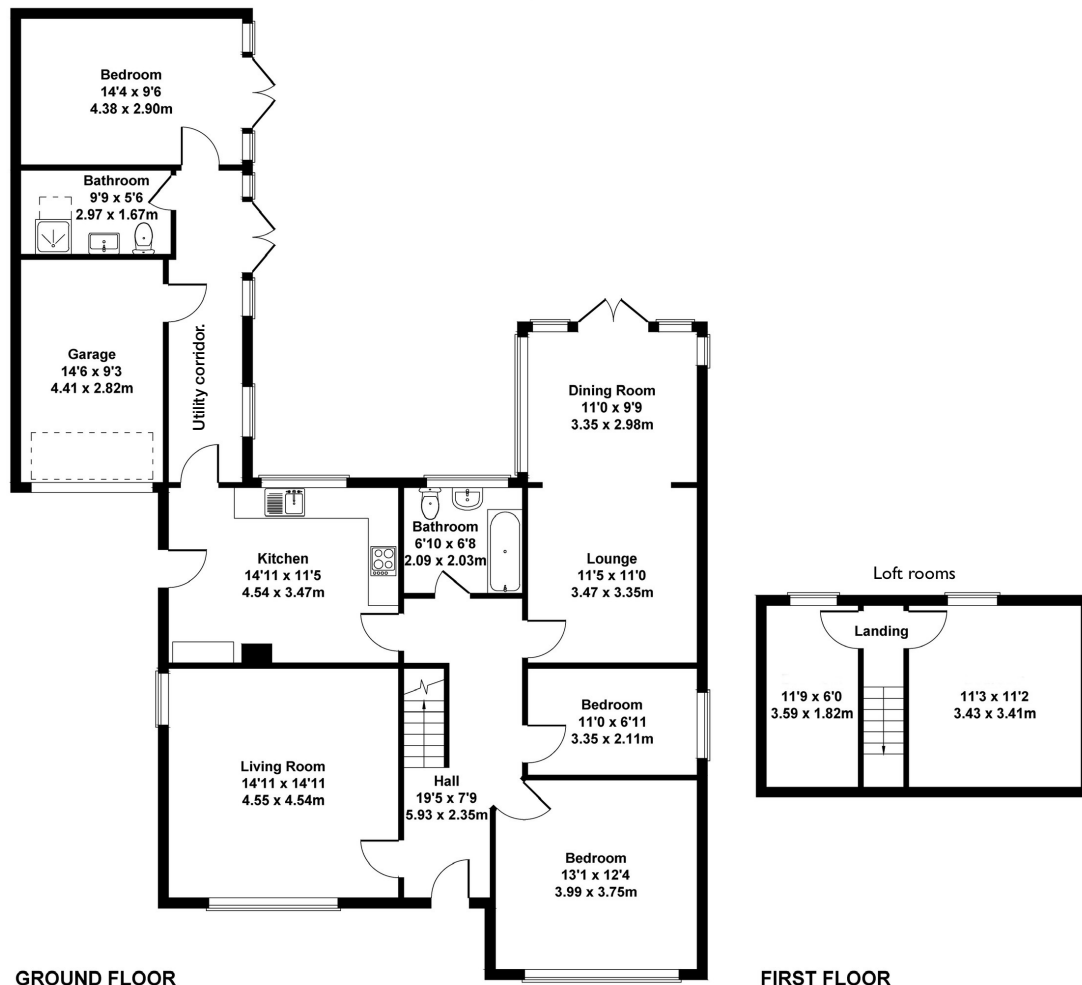 Bedroom
14'4 x 9'6
4.38 x 2.90m
Bathroom
9'9 x 5'6
2.97 x 1.67m
Garage
14'6 x 9'3
4.41 x 2.82m
Utility corridor.
Dining Room
11'0 x 9'9
3.35 x 2.98m
Kitchen
14'11 x 11'5
4.54 x 3.47m
Bathroom
6'10 x 6'8
2.09 x 2.03m
Lounge
11'5 x 11'0
3.47 x 3.35m
Living Room
14'11 x 14'11
4.55 x 4.54m
Hall
19'5 x 7'9
5.93 x 2.35m
Bedroom
11'0 x 6'11
3.35 x 2.11m
Bedroom
13'1 x 12'4
3.99 x 3.75m
GROUND FLOOR
Loft rooms
Landing
11'9 x 6'0
3.59 x 1.82m
11'3 x 11'2
3.43 x 3.41m
FIRST FLOOR